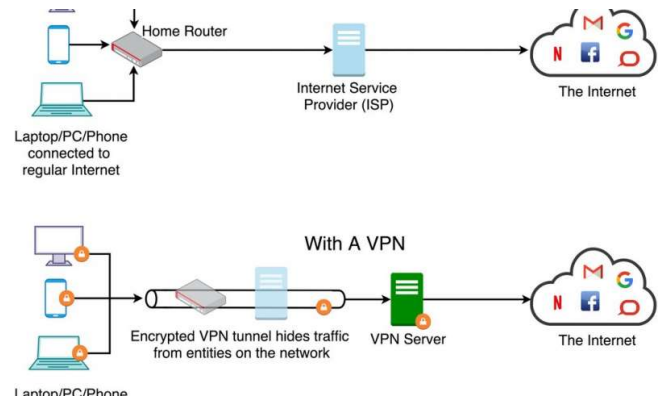 Home Router
Internet Service
Provider (ISP)
The Internet
Laptop/PC/Phone
connected to
regular Internet
With A VPN
Encrypted VPN tunnel hides traffic
from entities on the network
VPN Server
The Internet
Laptop/PC/Phone